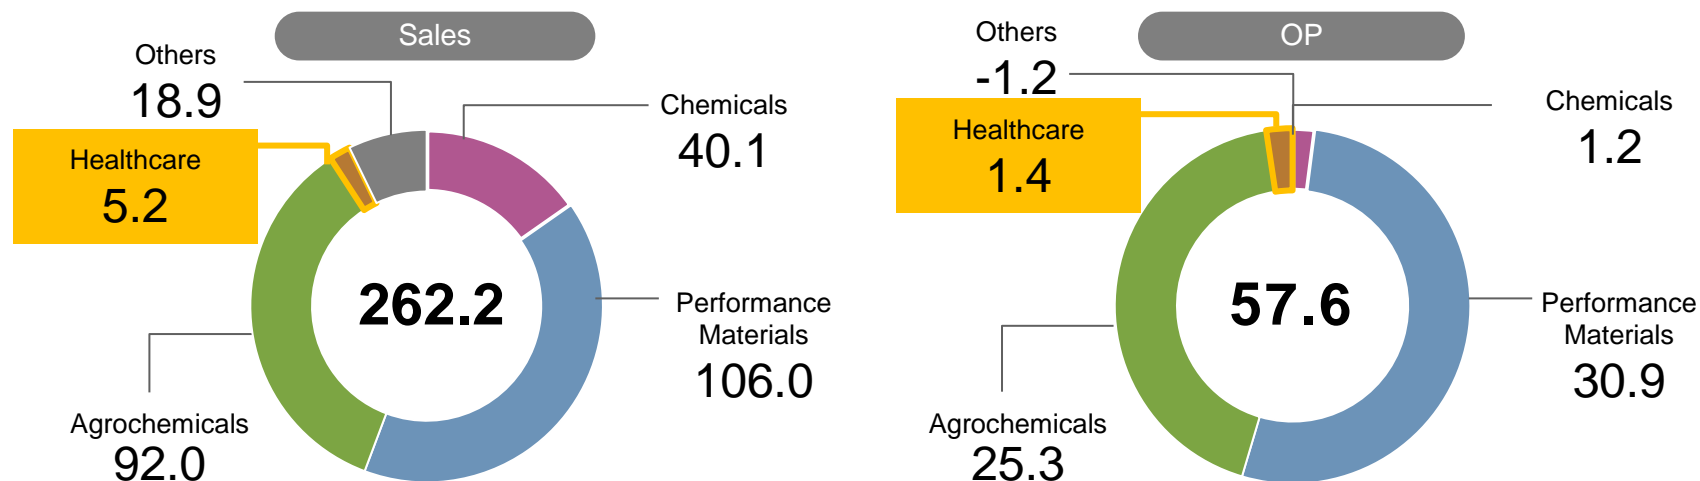 Sales
Others
18.9
Healthcare
5.2
Chemicals
40.1
262.2
Performance
Materials
106.0
Agrochemicals
92.0
OP
Others
-1.2
Healthcare
1.4
Chemicals
1.2
57.6
Performance
Materials
30.9
Agrochemicals
25.3